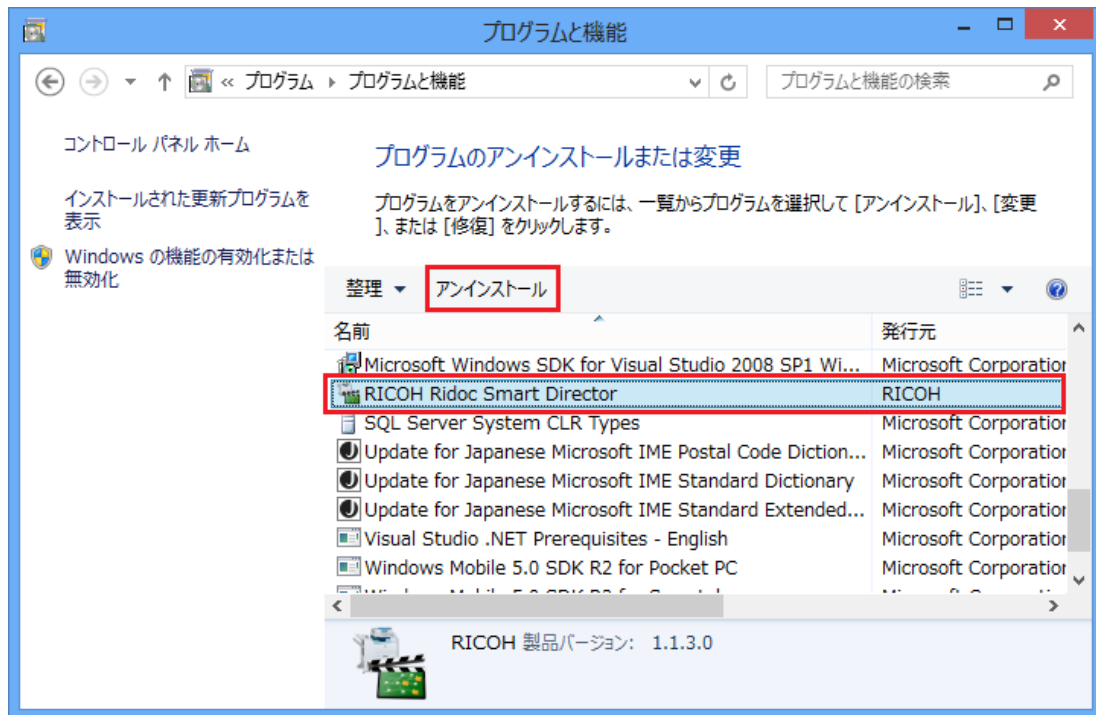 プログラムと機能
« プログラム ▸ プログラムと機能
プログラムと機能の検索
コントロール パネル ホーム
インストールされた更新プログラムを
表示
Windows の機能の有効化または
無効化
プログラムのアンインストールまたは変更
プログラムをアンインストールするには、一覧からプログラムを選択して [アンインストール]、[変更
]、または [修復] をクリックします。
整理 アンインストール
名前 発行元
Microsoft Windows SDK for Visual Studio 2008 SP1 Wi... Microsoft Corporation
RICOH Ridoc Smart Director RICOH
SQL Server System CLR Types Microsoft Corporation
Update for Japanese Microsoft IME Postal Code Diction... Microsoft Corporation
Update for Japanese Microsoft IME Standard Dictionary Microsoft Corporation
Update for Japanese Microsoft IME Standard Extended... Microsoft Corporation
Visual Studio .NET Prerequisites - English Microsoft Corporation
Windows Mobile 5.0 SDK R2 for Pocket PC Microsoft Corporation
RICOH 製品バージョン: 1.1.3.0